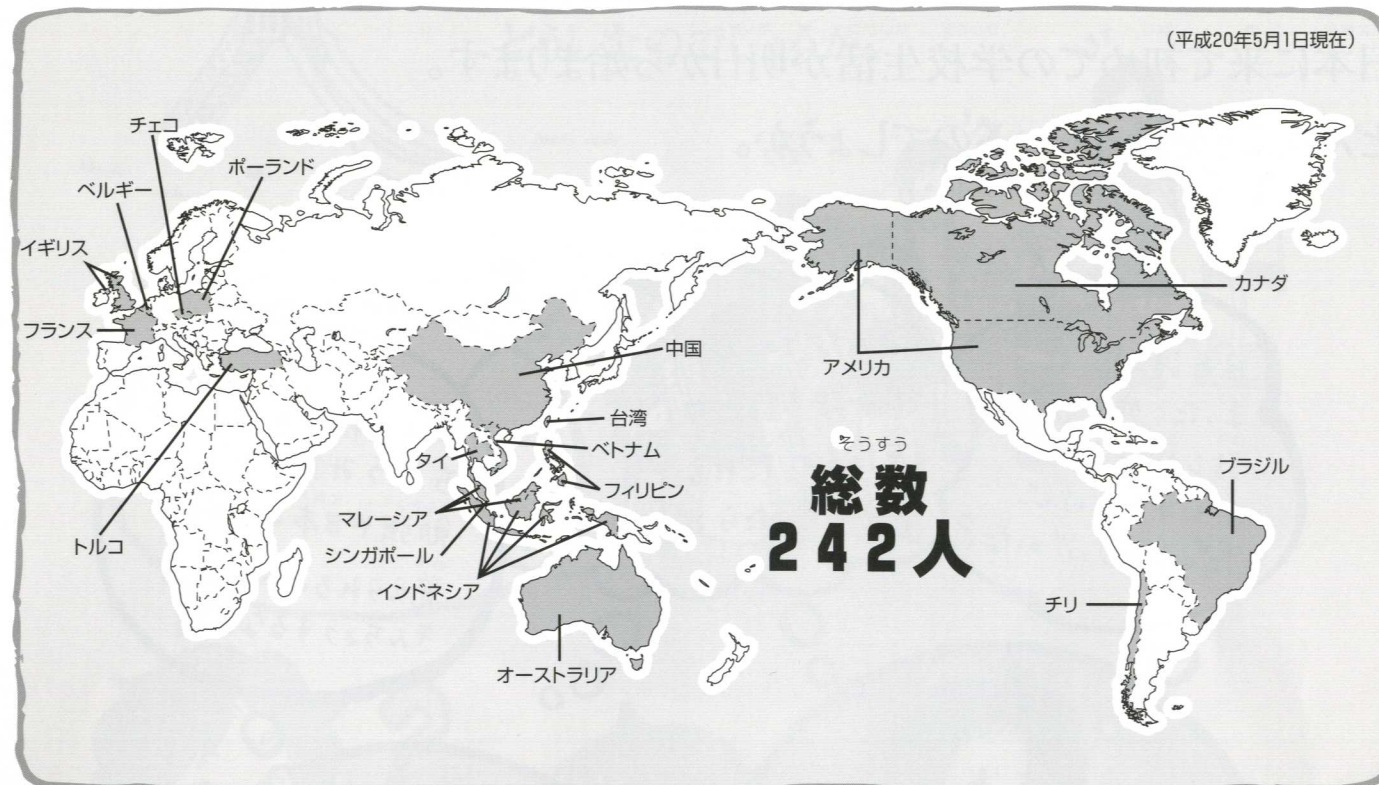 (平成20年5月1日現在)
チェコ
ポーランド
ベルギー
イギリス
フランス
トルコ
中国
台湾
ベトナム
タイ
フィリピン
マレーシア
シンガポール
インドネシア
オーストラリア
カナダ
アメリカ
ブラジル
チリ
そうすう
総数
242人